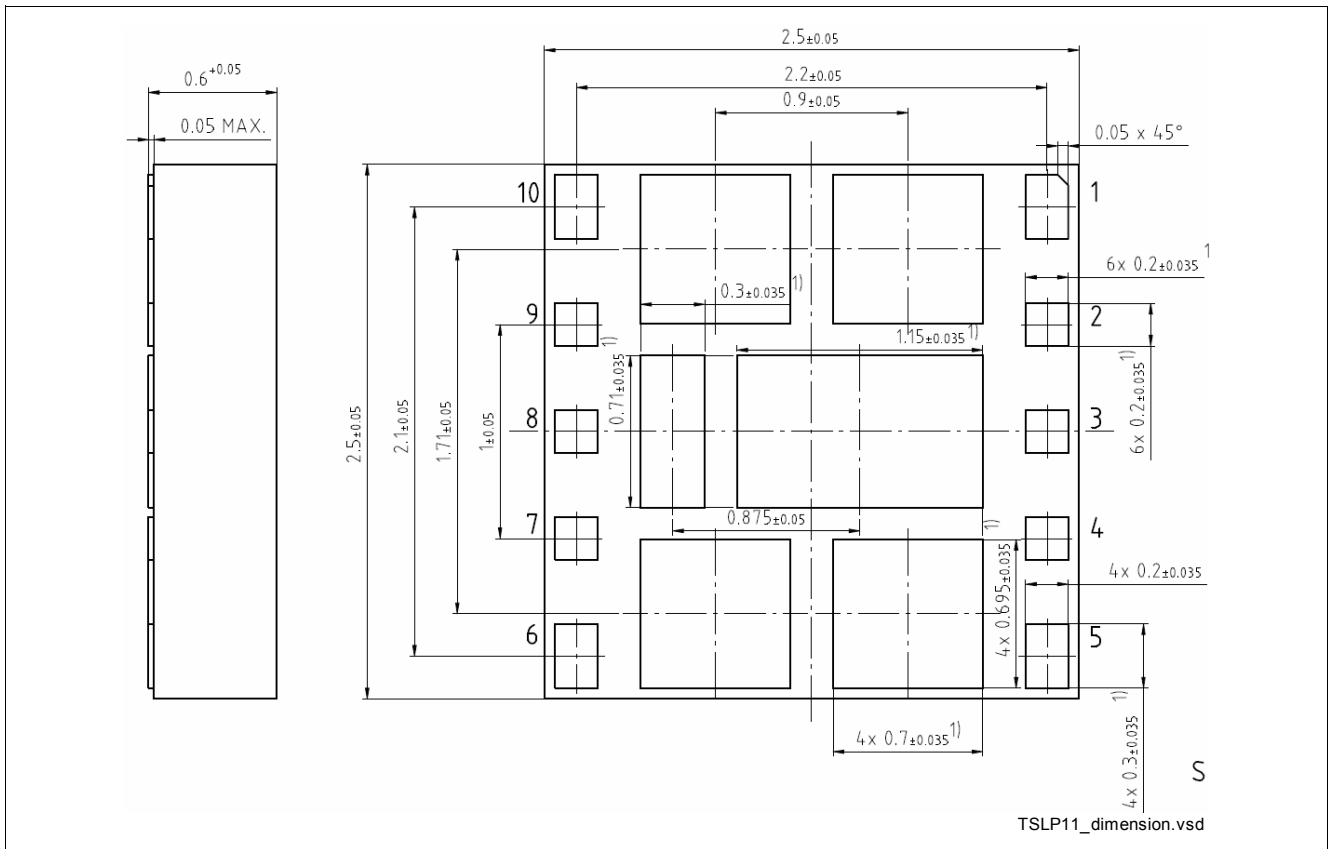 2.5±0.05
0.6+0.05
2.2±0.05
0.9±0.05
0.05 MAX.
0.05 x 45°
10
1
6x 0.2±0.035 1
0.3±0.035 1)
9
2
1.15±0.035 1)
6x 0.2±0.035 1)
0.71±0.035 1)
2.5±0.05
2.1±0.05
1.71±0.05
1±0.05
8
3
7
0.875±0.05
4
4x 0.695±0.035 1)
4x 0.2±0.035
6
5
4x 0.7±0.035 1)
4x 0.3±0.035 1)
S
TSLP11_dimension.vsd